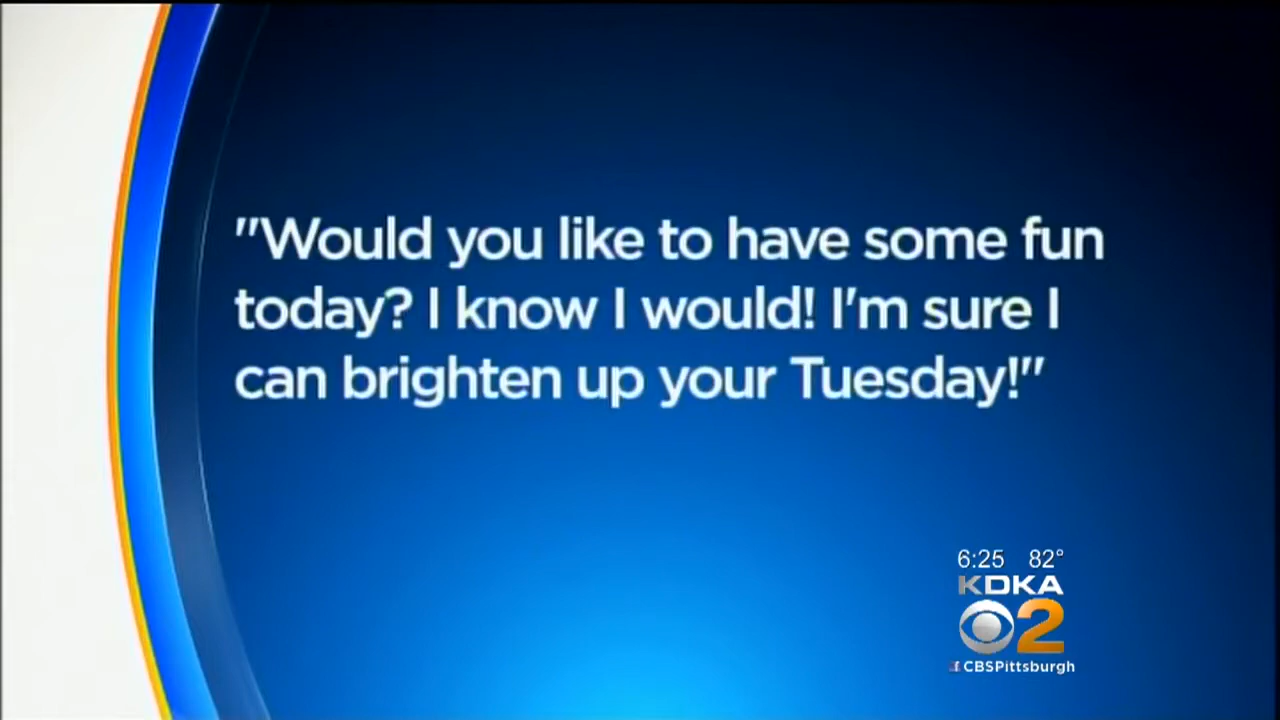 "Would you like to have some fun
today? I know I would! I'm sure I
can brighten up your Tuesday!"
6:25 82°
KDKA
2
f CBSPittsburgh